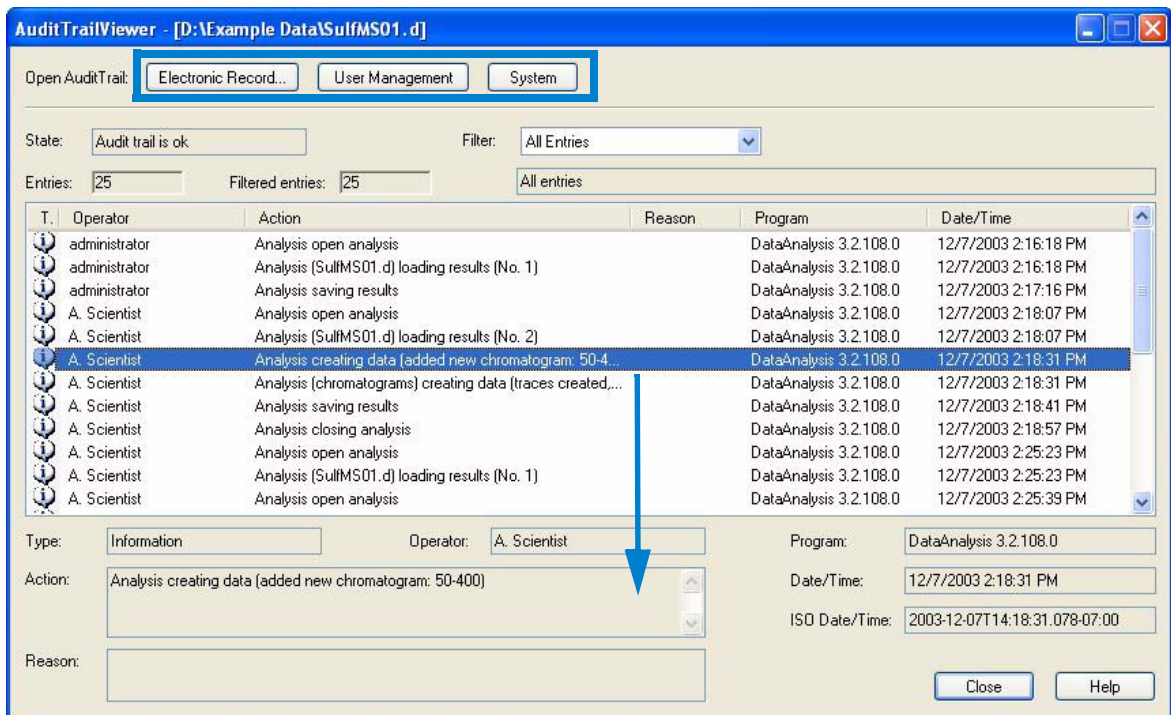 AuditTrailViewer - [D:\Example Data\SulfMS01.d]
Open AuditTrail: Electronic Record... User Management System
State: Audit trail is ok Filter: All Entries
Entries: 25 Filtered entries: 25 All entries
T. Operator Action Reason Program Date/Time
administrator Analysis open analysis DataAnalysis 3.2.108.0 12/7/2003 2:16:18 PM
administrator Analysis (SulfMS01.d) loading results (No. 1) DataAnalysis 3.2.108.0 12/7/2003 2:16:18 PM
administrator Analysis saving results DataAnalysis 3.2.108.0 12/7/2003 2:17:16 PM
A. Scientist Analysis open analysis DataAnalysis 3.2.108.0 12/7/2003 2:18:07 PM
A. Scientist Analysis (SulfMS01.d) loading results (No. 2) DataAnalysis 3.2.108.0 12/7/2003 2:18:07 PM
A. Scientist Analysis creating data (added new chromatogram: 50-4... DataAnalysis 3.2.108.0 12/7/2003 2:18:31 PM
A. Scientist Analysis (chromatograms) creating data (traces created,... DataAnalysis 3.2.108.0 12/7/2003 2:18:31 PM
A. Scientist Analysis saving results DataAnalysis 3.2.108.0 12/7/2003 2:18:41 PM
A. Scientist Analysis closing analysis DataAnalysis 3.2.108.0 12/7/2003 2:18:57 PM
A. Scientist Analysis open analysis DataAnalysis 3.2.108.0 12/7/2003 2:25:23 PM
A. Scientist Analysis (SulfMS01.d) loading results (No. 1) DataAnalysis 3.2.108.0 12/7/2003 2:25:23 PM
A. Scientist Analysis open analysis DataAnalysis 3.2.108.0 12/7/2003 2:25:39 PM
Type: Information Operator: A. Scientist Program: DataAnalysis 3.2.108.0
Action: Analysis creating data (added new chromatogram: 50-400) Date/Time: 12/7/2003 2:18:31 PM
ISO Date/Time: 2003-12-07T14:18:31.078-07:00
Reason:
Close Help